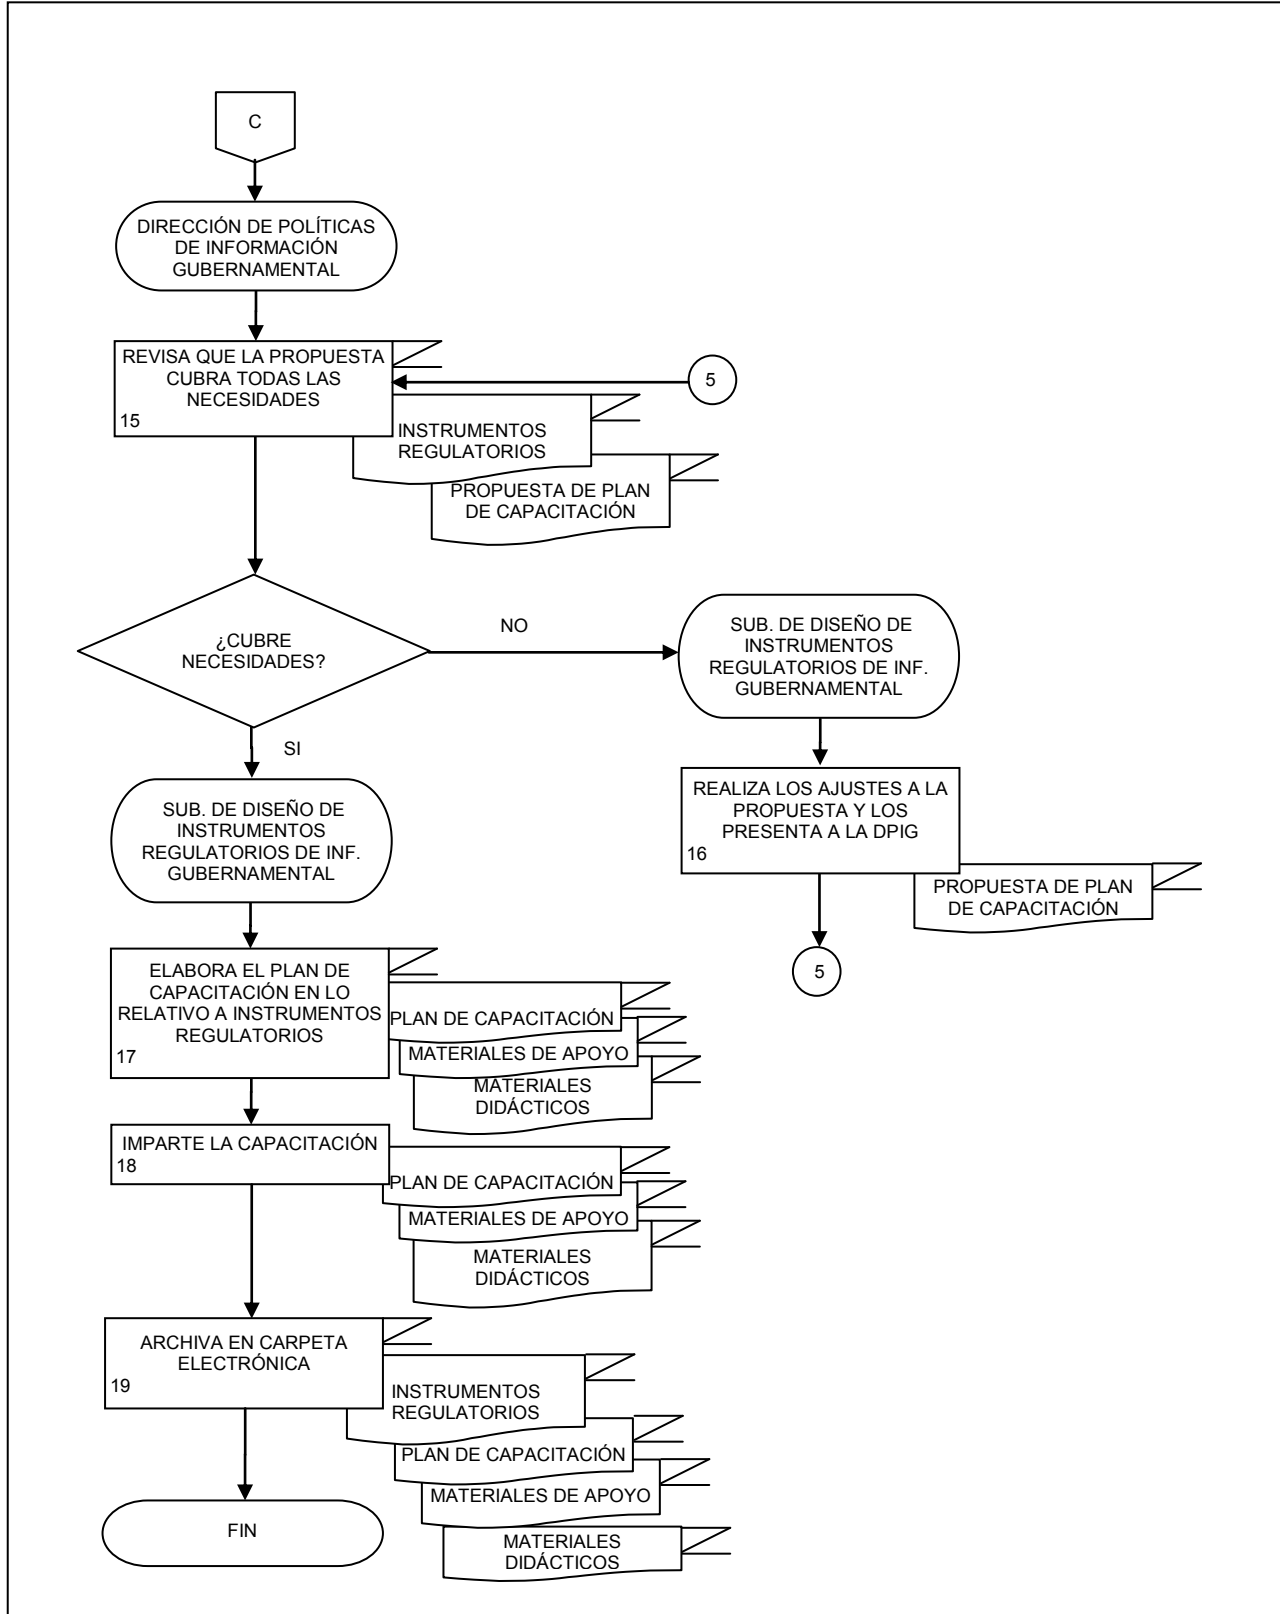 C
DIRECCIÓN DE POLÍTICAS
DE INFORMACIÓN
GUBERNAMENTAL
REVISA QUE LA PROPUESTA
CUBRA TODAS LAS
NECESIDADES
15
5
INSTRUMENTOS
REGULATORIOS
PROPUESTA DE PLAN
DE CAPACITACIÓN
¿CUBRE
NECESIDADES?
NO
SUB. DE DISEÑO DE
INSTRUMENTOS
REGULATORIOS DE INF.
GUBERNAMENTAL
REALIZA LOS AJUSTES A LA
PROPUESTA Y LOS
PRESENTA A LA DPIG
16
PROPUESTA DE PLAN
DE CAPACITACIÓN
5
SI
SUB. DE DISEÑO DE
INSTRUMENTOS
REGULATORIOS DE INF.
GUBERNAMENTAL
ELABORA EL PLAN DE
CAPACITACIÓN EN LO
RELATIVO A INSTRUMENTOS
REGULATORIOS
17
PLAN DE CAPACITACIÓN
MATERIALES DE APOYO
MATERIALES
DIDÁCTICOS
IMPARTE LA CAPACITACIÓN
18
PLAN DE CAPACITACIÓN
MATERIALES DE APOYO
MATERIALES
DIDÁCTICOS
ARCHIVA EN CARPETA
ELECTRÓNICA
19
INSTRUMENTOS
REGULATORIOS
PLAN DE CAPACITACIÓN
MATERIALES DE APOYO
MATERIALES
DIDÁCTICOS
FIN